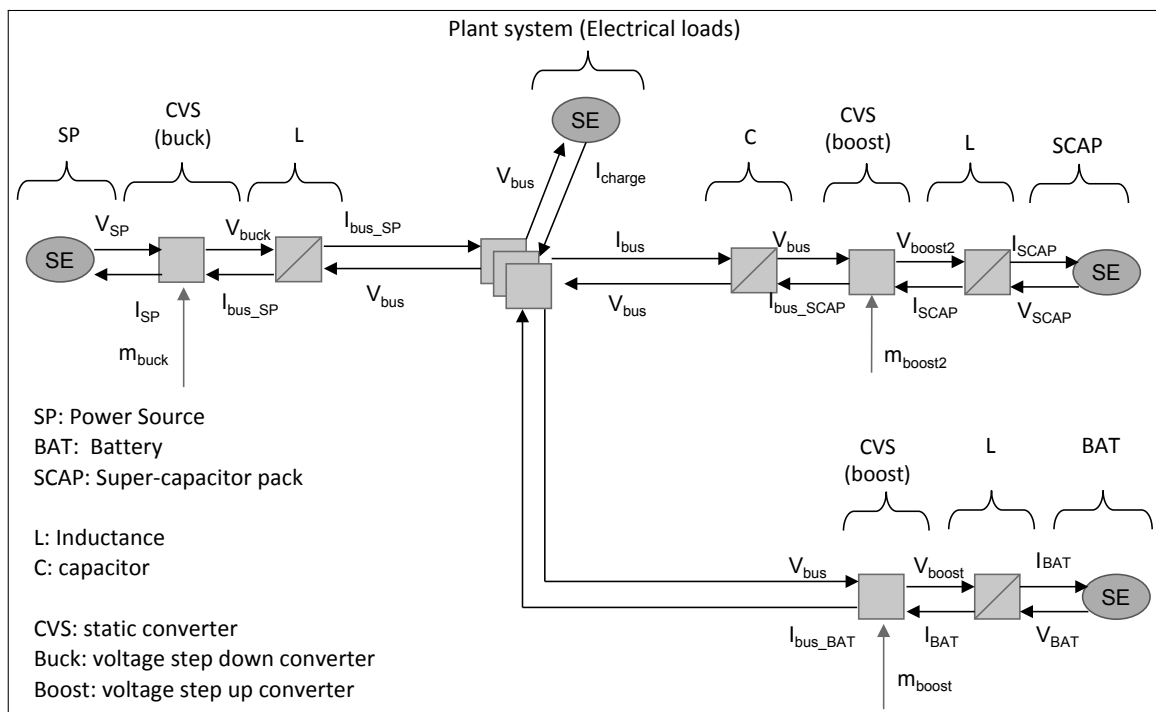 Plant system (Electrical loads)
SE
SP
CVS
(buck)
L
C
CVS
(boost)
L
SCAP
V_bus
I_charge
V_SP
V_buck
I_bus_SP
I_bus
V_bus
V_boost2
I_SCAP
SE
SE
I_SP
I_bus_SP
V_bus
V_bus
I_bus_SCAP
I_SCAP
V_SCAP
m_buck
m_boost2
SP: Power Source
BAT:  Battery
SCAP: Super-capacitor pack
CVS
(boost)
L
BAT
L: Inductance
C: capacitor
V_bus
V_boost
I_BAT
SE
CVS: static converter
Buck: voltage step down converter
Boost: voltage step up converter
I_bus_BAT
I_BAT
V_BAT
m_boost